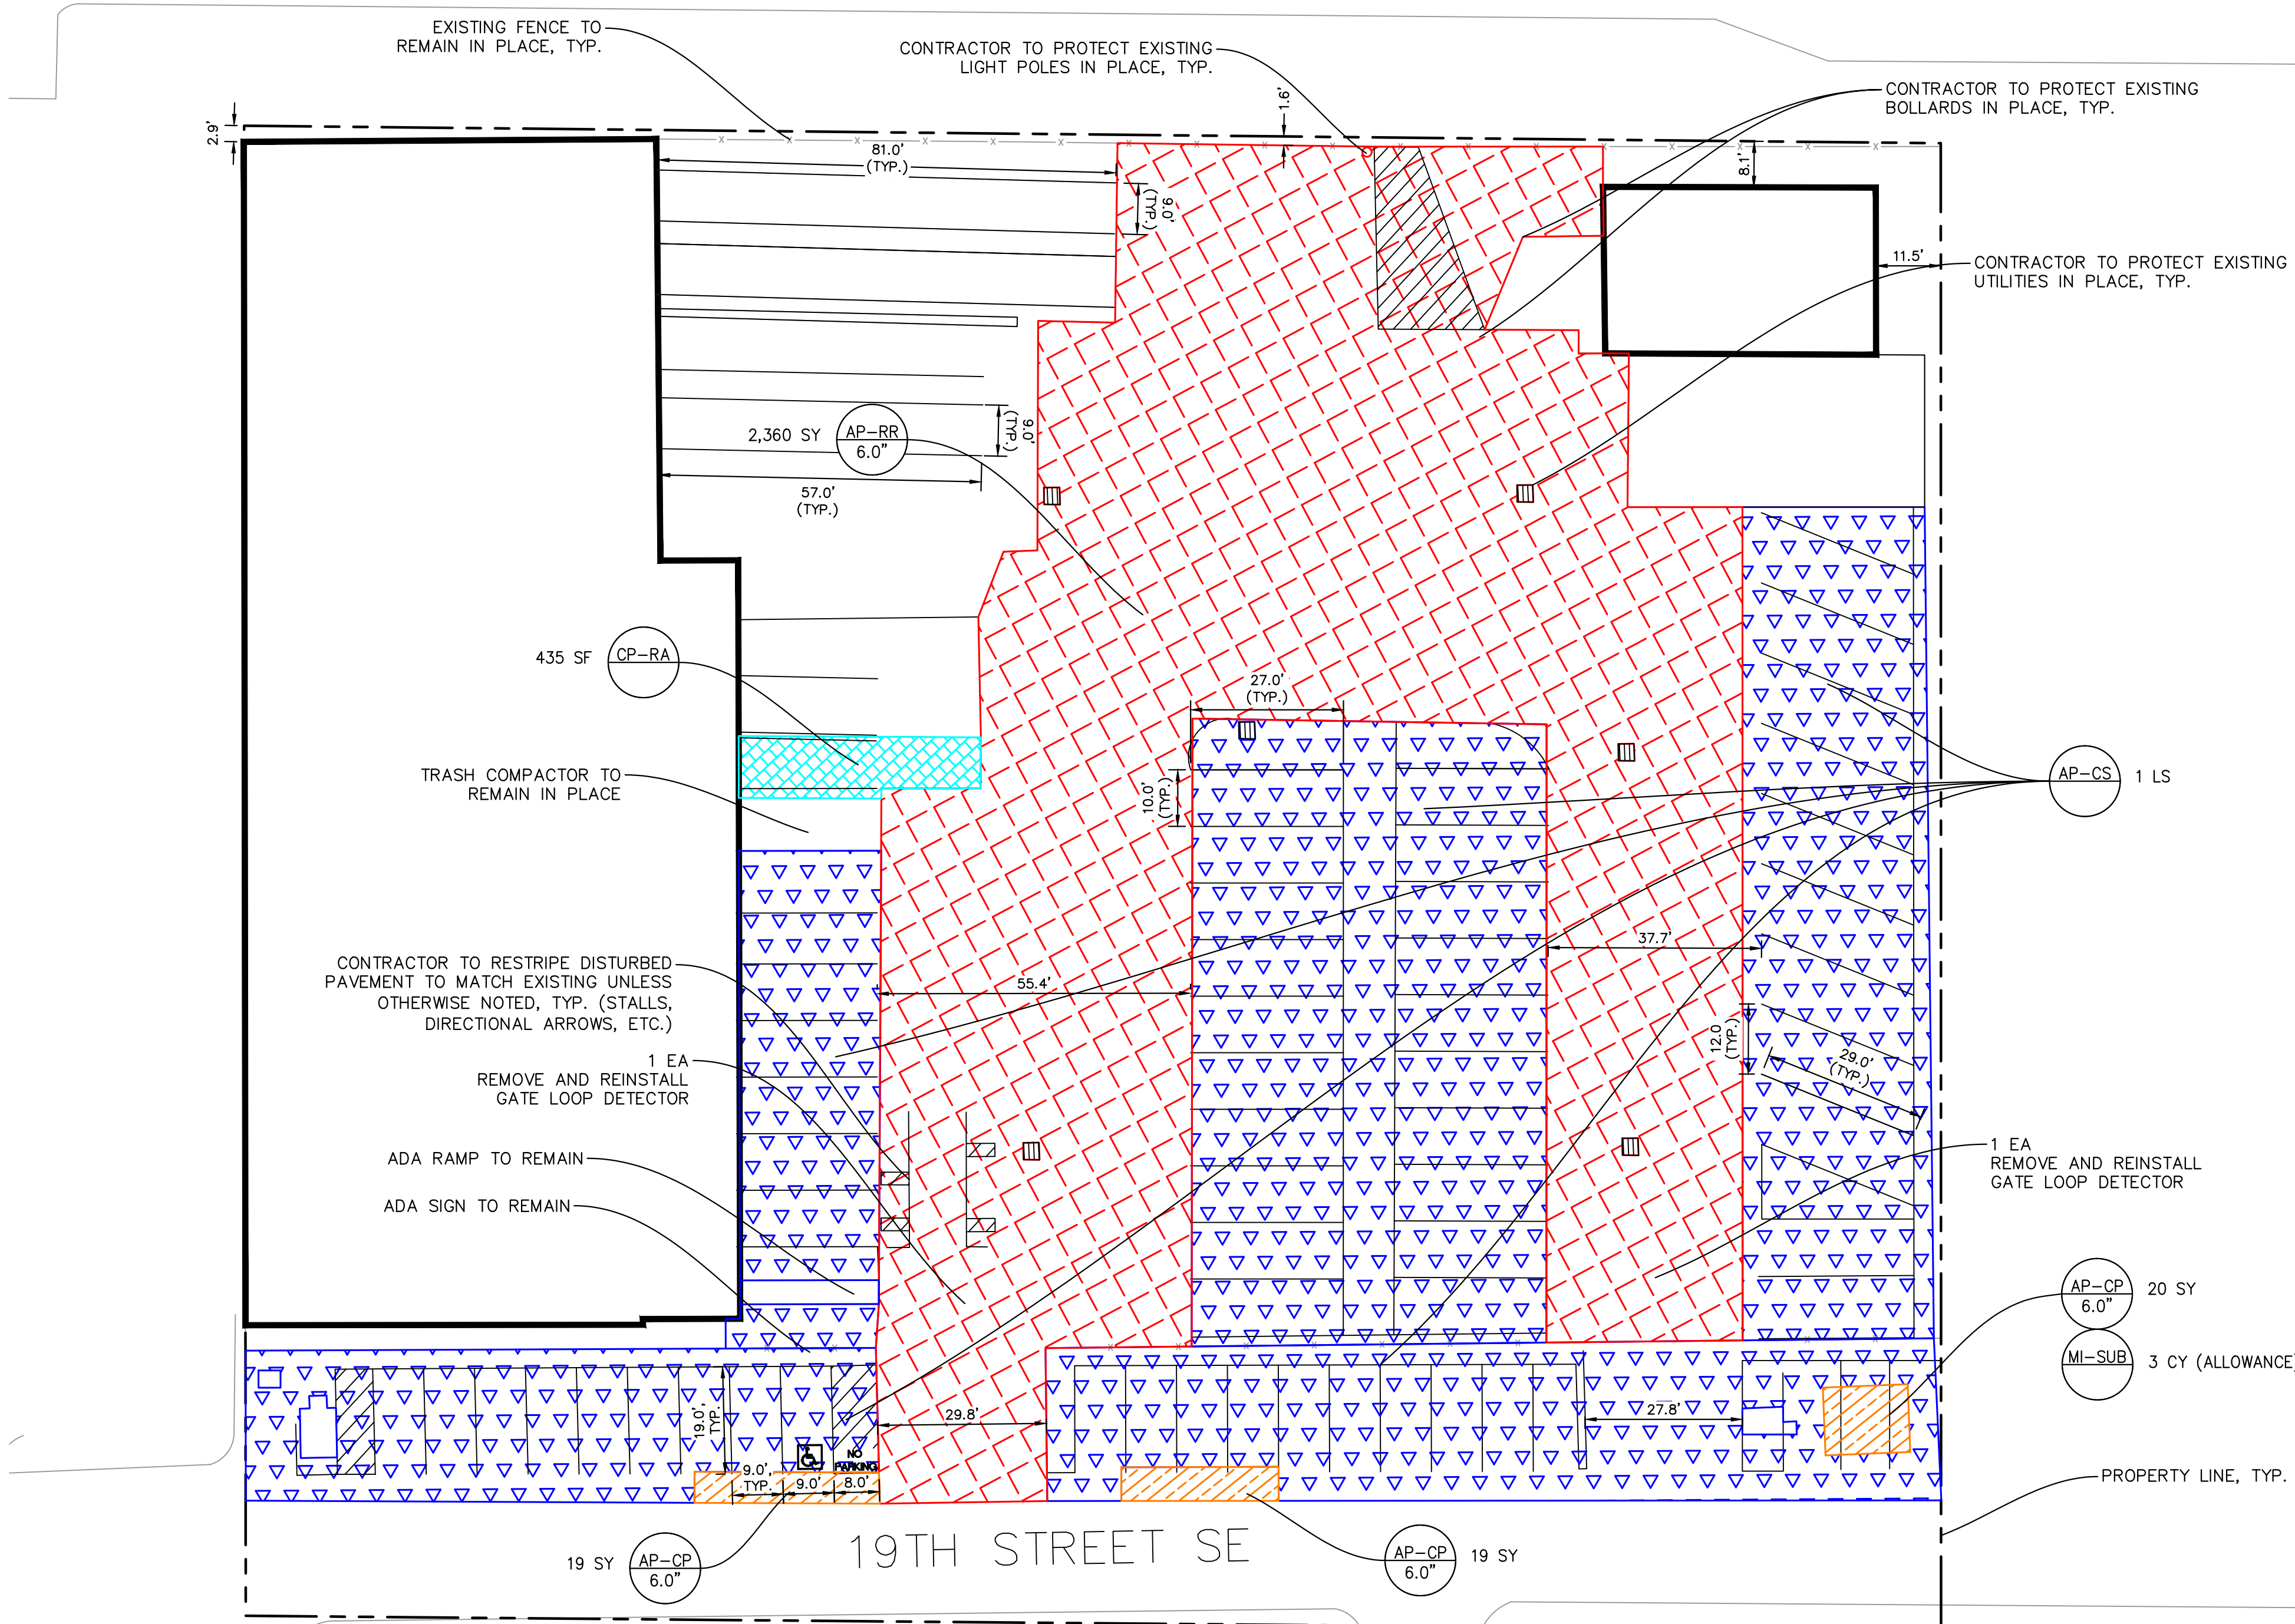 EXISTING FENCE TO
REMAIN IN PLACE, TYP.
CONTRACTOR TO PROTECT EXISTING
LIGHT POLES IN PLACE, TYP.
CONTRACTOR TO PROTECT EXISTING
BOLLARDS IN PLACE, TYP.
2.9'
1.6'
81.0'
(TYP.)
9.0'
(TYP.)
8.1'
11.5'
CONTRACTOR TO PROTECT EXISTING
UTILITIES IN PLACE, TYP.
2,360 SY
AP-RR
6.0"
9.0'
(TYP.)
57.0'
(TYP.)
435 SF
CP-RA
27.0'
(TYP.)
TRASH COMPACTOR TO
REMAIN IN PLACE
10.0'
(TYP.)
AP-CS
1 LS
CONTRACTOR TO RESTRIPE DISTURBED
PAVEMENT TO MATCH EXISTING UNLESS
OTHERWISE NOTED, TYP. (STALLS,
DIRECTIONAL ARROWS, ETC.)
55.4'
37.7'
12.0
(TYP.)
29.0'
(TYP.)
1 EA
REMOVE AND REINSTALL
GATE LOOP DETECTOR
ADA RAMP TO REMAIN
ADA SIGN TO REMAIN
1 EA
REMOVE AND REINSTALL
GATE LOOP DETECTOR
AP-CP
6.0"
20 SY
MI-SUB
3 CY (ALLOWANCE)
19.0',
TYP.
29.8'
27.8'
NO
PARKING
9.0',
TYP.
9.0'
8.0'
PROPERTY LINE, TYP.
19TH STREET SE
19 SY
AP-CP
6.0"
AP-CP
6.0"
19 SY